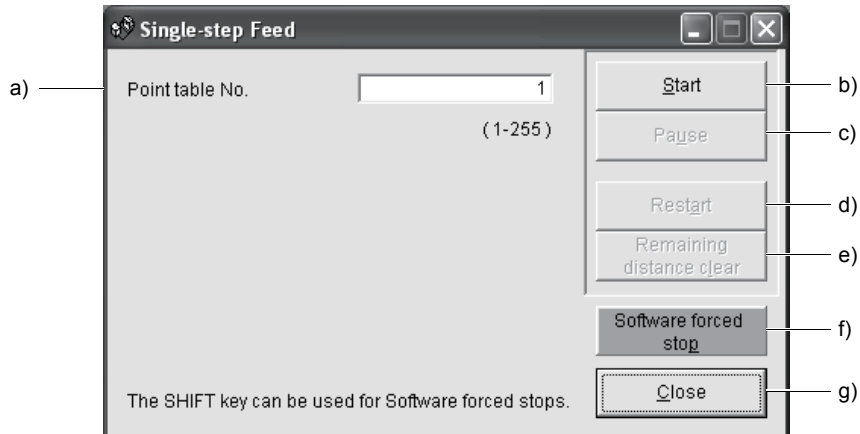 Single-step Feed
a)
Point table No.
1
(1-255)
Start
b)
Pause
c)
Restart
d)
Remaining
distance clear
e)
Software forced
stop
f)
The SHIFT key can be used for Software forced stops.
Close
g)